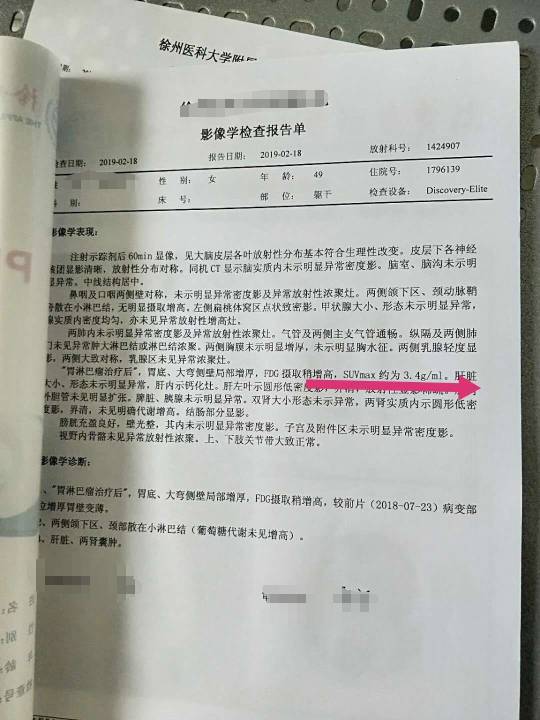 徐州医科大学附
影像学检查报告单
检查日期: 2019-02-18 报告日期: 2019-02-18 放射科号: 1424907
性 别: 女 年 龄: 49 住院号: 1796139
别: 床 号: 部 位: 躯干 检查设备: Discovery-Elite
影像学表现:
注射示踪剂后60min 显像, 见大脑皮层各叶放射性分布基本符合生理性改变。皮层下各神经
核团显影清晰, 放射性分布对称。同机 CT 显示脑实质内未示明显异常密度影。脑室、脑沟未示明
显异常。中线结构居中。
鼻咽及口咽两侧壁对称, 未示明显异常密度影及异常放射性浓聚灶。两侧颌下区、颈动脉鞘
旁散在小淋巴结, 无明显摄取增高, 左侧扁桃体窝区点状致密影。甲状腺大小、形态未示明显异常,
腺实质内密度均匀, 亦未见异常放射性增高灶。
两肺内未示明显异常密度影及异常放射性浓聚灶。气管及两侧主支气管通畅。纵隔及两侧肺
门未见异常肿大淋巴结或淋巴结浓聚。两侧胸膜未示明显增厚, 未示明显胸水征。两侧乳腺轻度显
影, 两侧大致对称, 乳腺区未见异常浓聚灶。
"胃淋巴瘤治疗后", 胃底、大弯侧壁局部增厚, FDG 摄取稍增高, SUVmax 约为 3.4g/ml。肝脏
大小、形态未示明显异常, 肝内示钙化灶。肝左叶示圆形低密度影,
外胆管未见明显扩张。脾脏、胰腺未示明显异常。双肾大小形态未示异常, 两肾实质内示圆形低密
度影, 界清, 未见明确代谢增高。结肠部分显影。
膀胱充盈良好, 壁光整, 其内未示明显异常密度影。子宫及附件区未示明显异常密度影。
视野内骨骼未见异常放射性浓聚。上、下肢关节带大致正常。
影像学诊断:
、"胃淋巴瘤治疗后", 胃底、大弯侧壁局部增厚, FDG摄取稍增高, 较前片 (2018-07-23) 病变部
位增厚胃壁变薄。
、两侧颌下区、颈部散在小淋巴结 (葡萄糖代谢未见增高)。
、肝脏、两肾囊肿。